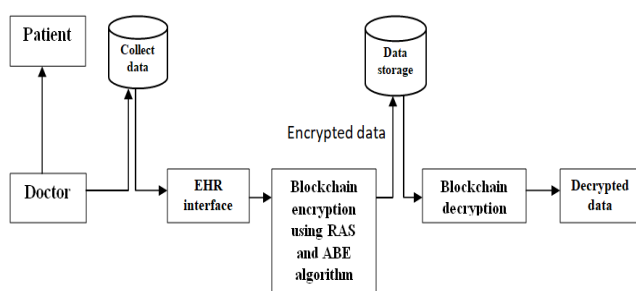 Patient
Collect
data
Data
storage
Encrypted data
Doctor
EHR
interface
Blockchain
encryption
using RAS
and ABE
algorithm
Blockchain
decryption
Decrypted
data